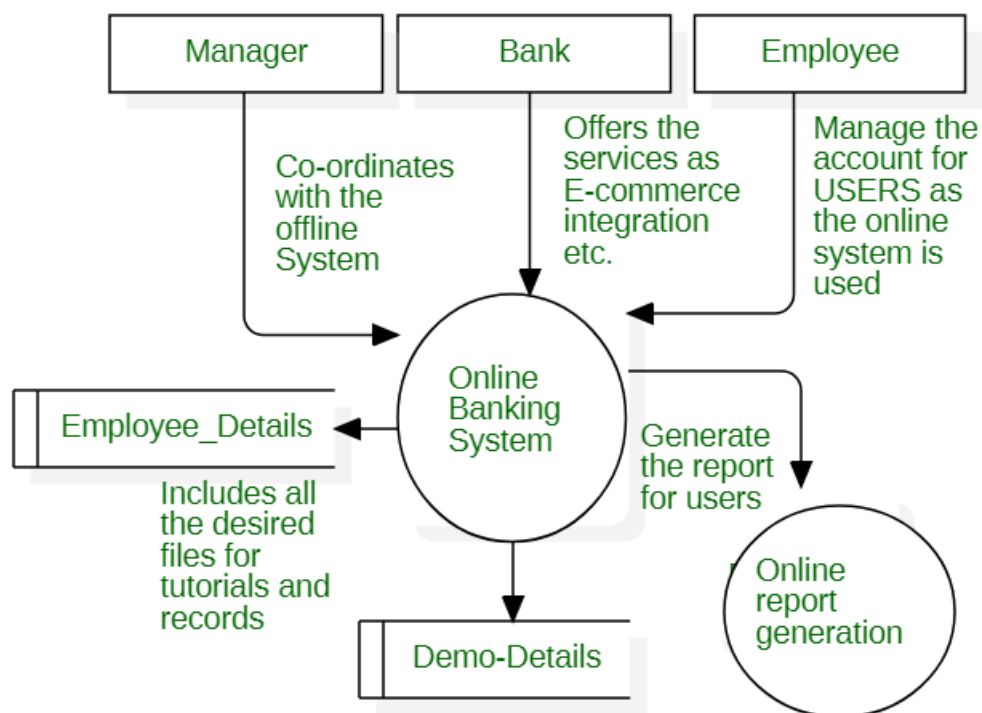 Manager
Bank
Employee
Co-ordinates
with the
offline
System
Offers the
services as
E-commerce
integration
etc.
Manage the
account for
USERS as
the online
system is
used
Online
Banking
System
Employee_Details
Includes all
the desired
files for
tutorials and
records
Generate
the report
for users
Online
report
generation
Demo-Details